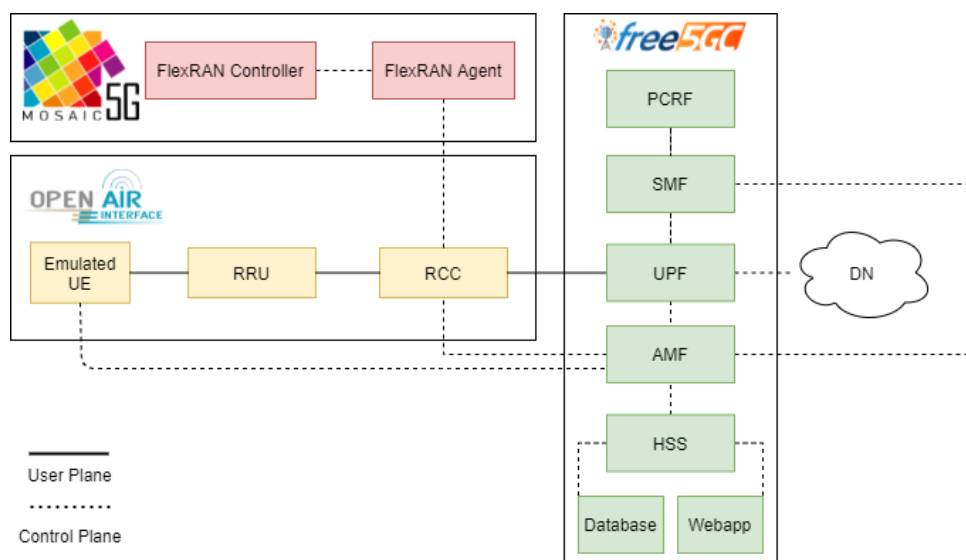 MOSAIC 5G
FlexRAN Controller
FlexRAN Agent
free5GC
PCRF
SMF
OPEN AIR
INTERFACE
Emulated
UE
RRU
RCC
UPF
DN
AMF
HSS
Database
Webapp
User Plane
Control Plane